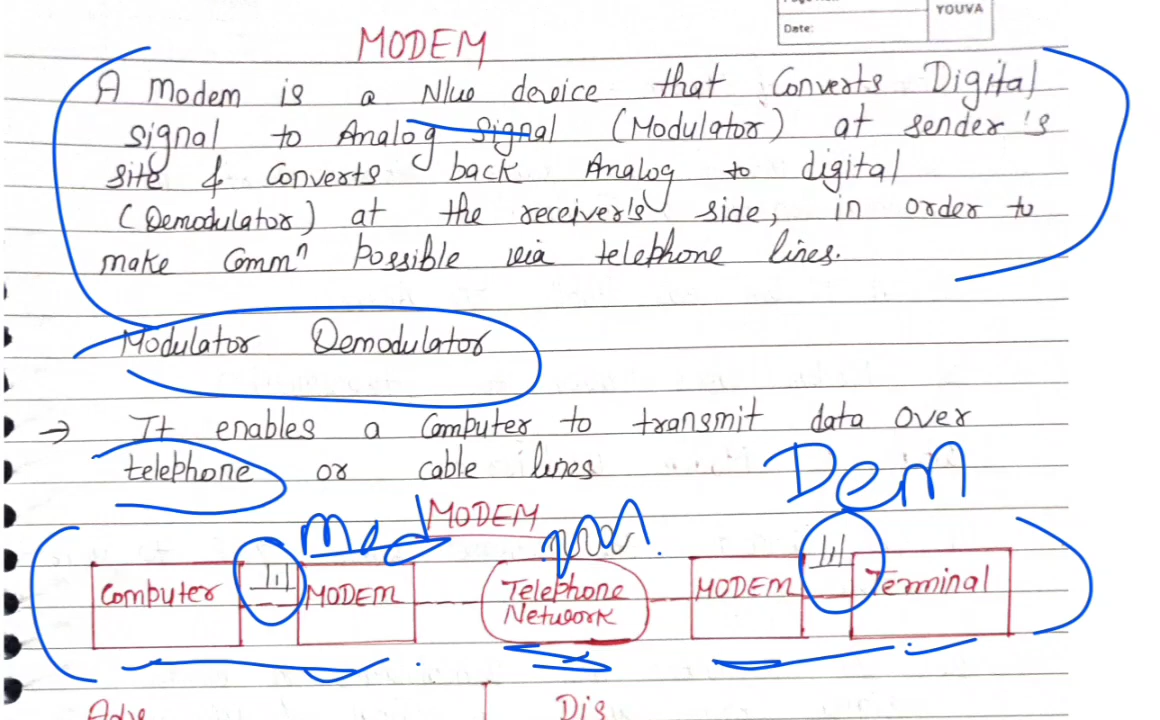 YOUVA
Date:
MODEM
A Modem is a N/w device that Converts Digital
signal to Analog Signal (Modulator) at sender's
site & Converts back Analog to digital
(Demodulator) at the receiver's side, in order to
make Commⁿ Possible via telephone lines.
Modulator Demodulator
→ It enables a Computer to transmit data over
telephone or cable lines
Dem
Mod MODEM
Computer MODEM Telephone Network MODEM Terminal
Dis